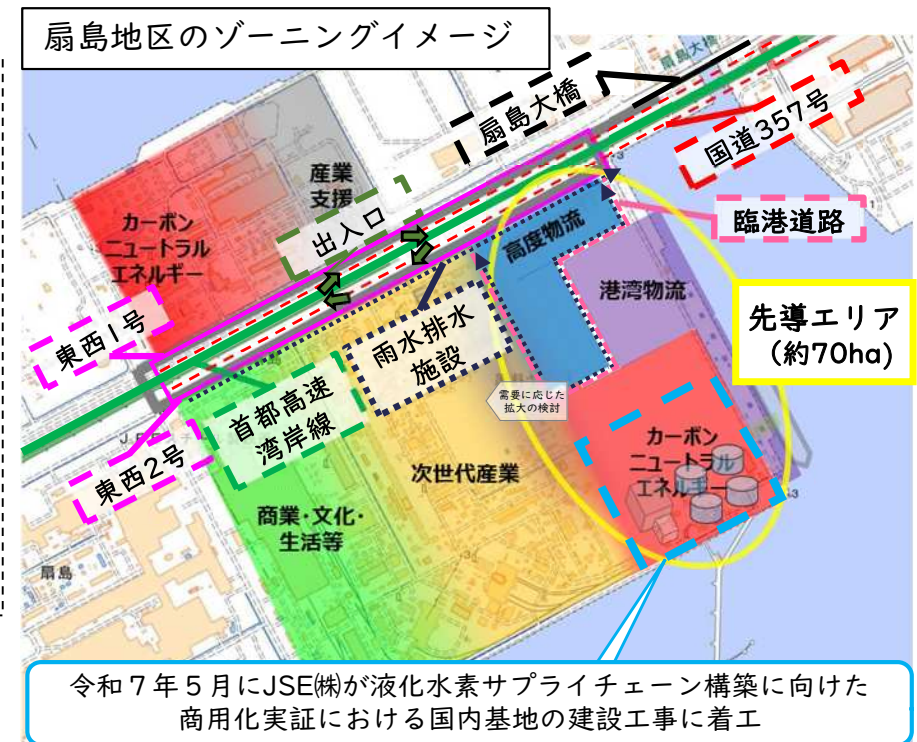 扇島地区のゾーニングイメージ
扇島大橋
扇島大橋
国道357号
産業
支援
カーボン
ニュートラル
エネルギー
出入口
臨港道路
高度物流
港湾物流
先導エリア
(約70ha)
東西1号
雨水排水
施設
首都高速
湾岸線
需要に応じた
拡大の検討
東西2号
カーボン
ニュートラル
エネルギー
次世代産業
商業・文化・
生活等
扇島
令和7年5月にJSE㈱が液化水素サプライチェーン構築に向けた
商用化実証における国内基地の建設工事に着工